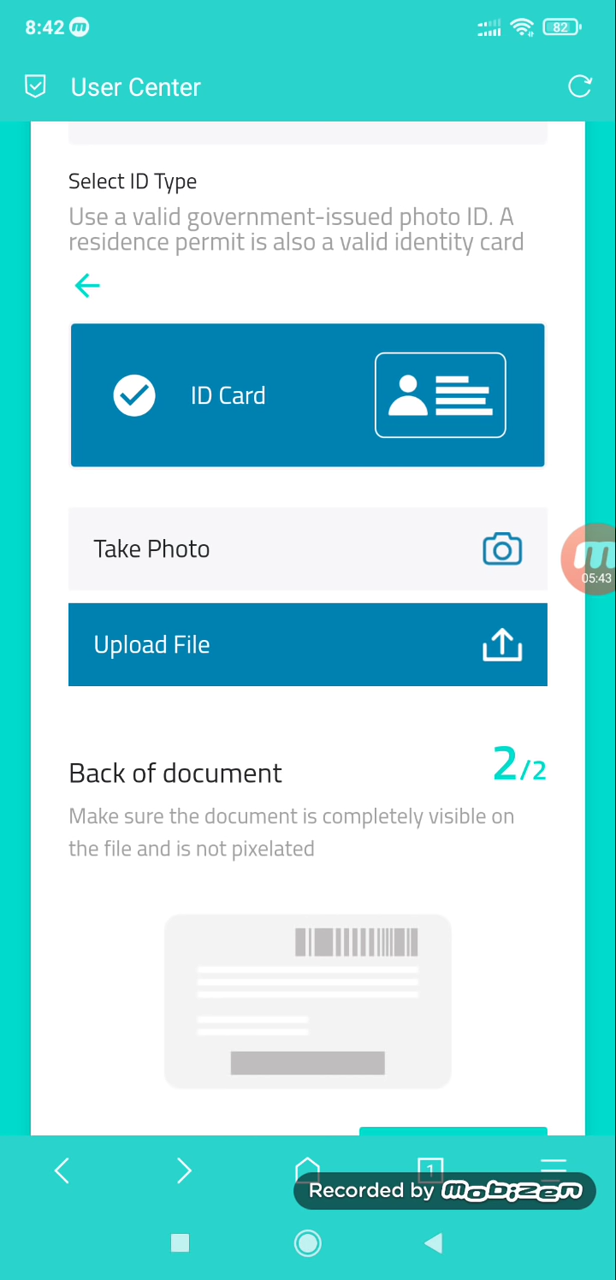 8:42
82
User Center
Select ID Type
Use a valid government-issued photo ID. A
residence permit is also a valid identity card
ID Card
Take Photo
05:43
Upload File
Back of document
2/2
Make sure the document is completely visible on
the file and is not pixelated
1
Recorded by mobizen